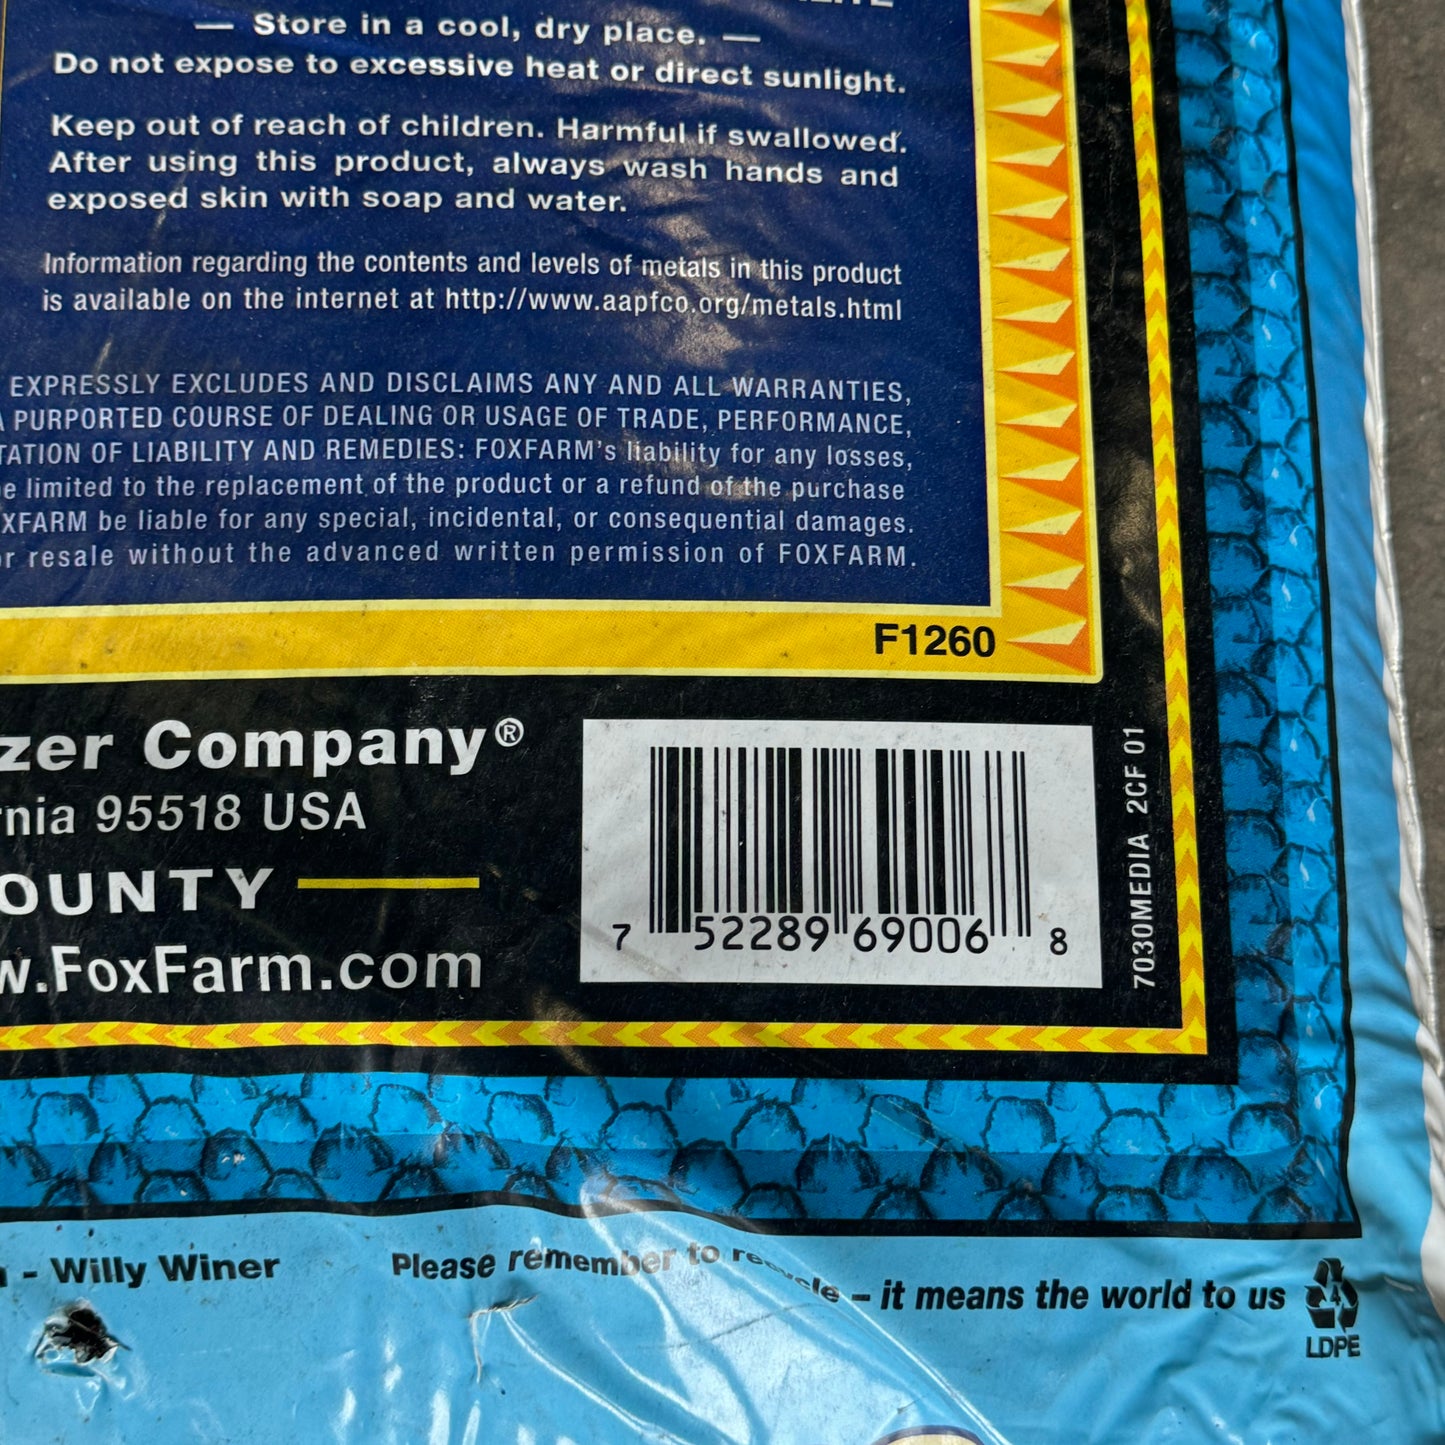 — Store in a cool, dry place. —
Do not expose to excessive heat or direct sunlight.
Keep out of reach of children. Harmful if swallowed.
After using this product, always wash hands and
exposed skin with soap and water.
Information regarding the contents and levels of metals in this product
is available on the internet at http://www.aapfco.org/metals.html
EXPRESSLY EXCLUDES AND DISCLAIMS ANY AND ALL WARRANTIES,
A PURPORTED COURSE OF DEALING OR USAGE OF TRADE, PERFORMANCE,
TATION OF LIABILITY AND REMEDIES: FOXFARM's liability for any losses,
e limited to the replacement of the product or a refund of the purchase
XFARM be liable for any special, incidental, or consequential damages.
r resale without the advanced written permission of FOXFARM.
F1260
zer Company®
rnia 95518 USA
OUNTY
w.FoxFarm.com
7 52289 69006 8
7030MEDIA 2CF 01
- Willy Winer
Please remember to recycle – it means the world to us
4
LDPE